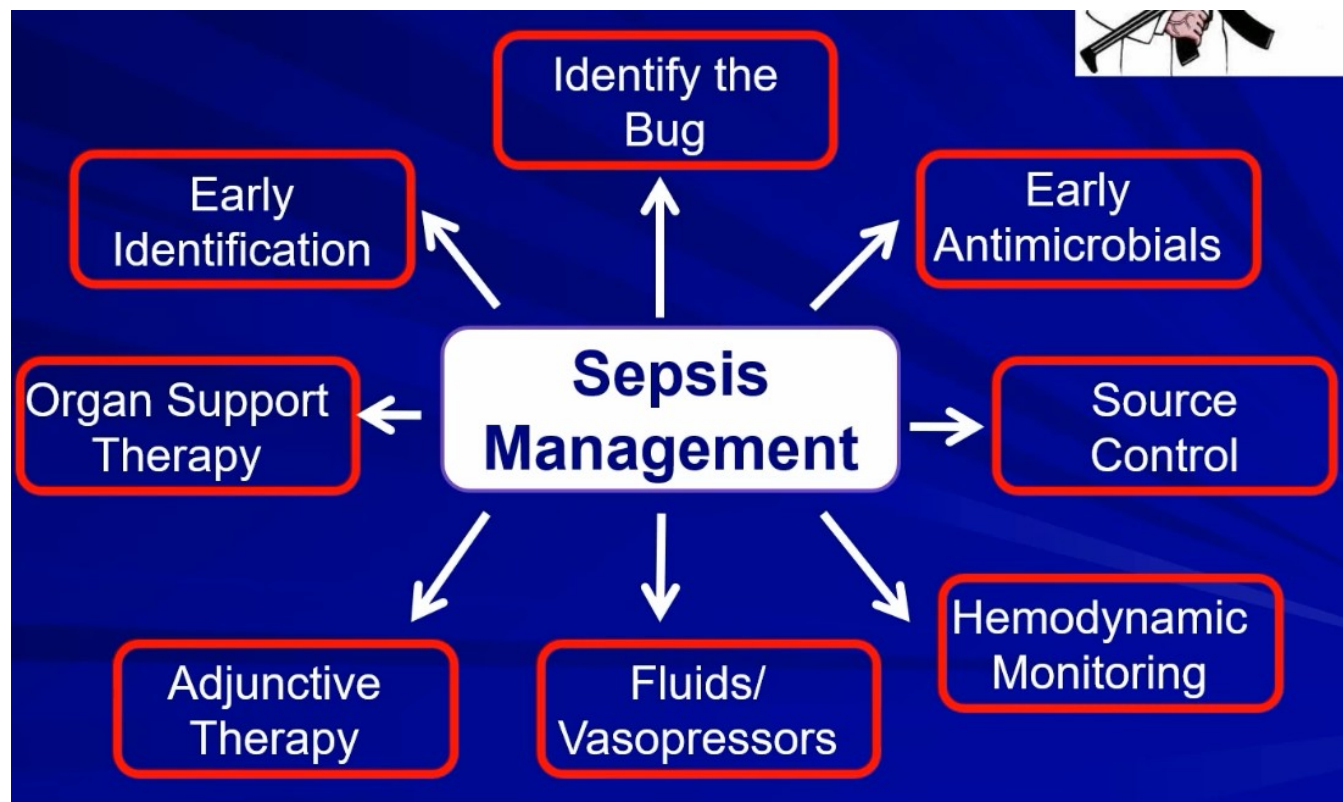 Identify the
Bug
Early
Identification
Early
Antimicrobials
Sepsis
Management
Organ Support
Therapy
Source
Control
Hemodynamic
Monitoring
Adjunctive
Therapy
Fluids/
Vasopressors